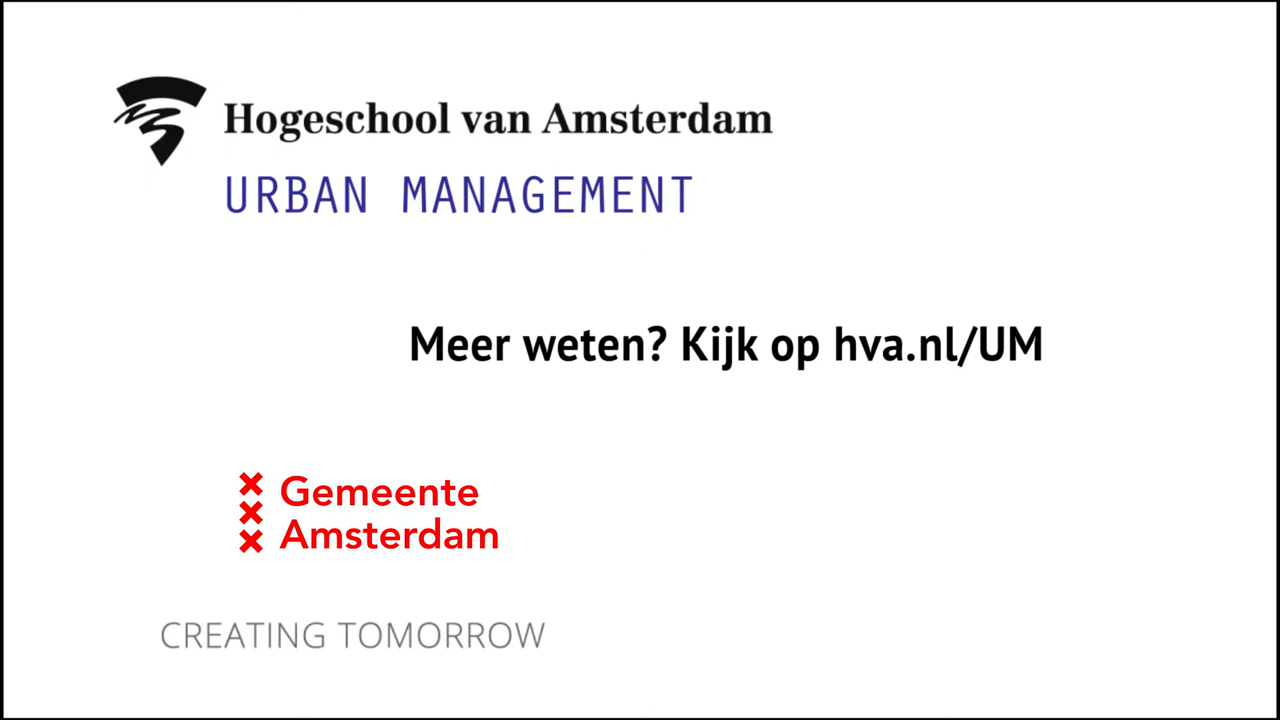 Hogeschool van Amsterdam
URBAN MANAGEMENT
Meer weten? Kijk op hva.nl/UM
Gemeente
Amsterdam
CREATING TOMORROW